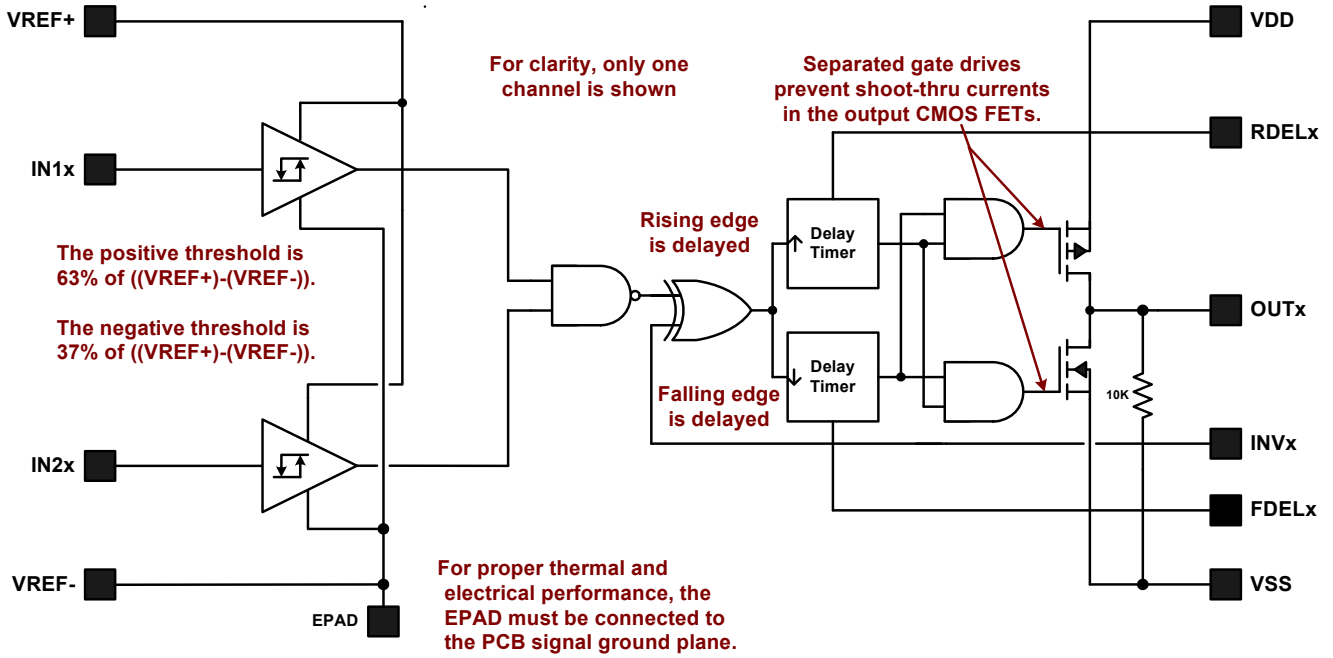 VREF+
VDD
For clarity, only one
channel is shown
Separated gate drives
prevent shoot-thru currents
in the output CMOS FETs.
RDELx
IN1x
Rising edge
is delayed
Delay
Timer
The positive threshold is
63% of ((VREF+)-(VREF-)).
The negative threshold is
37% of ((VREF+)-(VREF-)).
OUTx
Delay
Timer
Falling edge
is delayed
10K
INVx
IN2x
FDELx
VREF-
For proper thermal and
electrical performance, the
EPAD must be connected to
the PCB signal ground plane.
VSS
EPAD